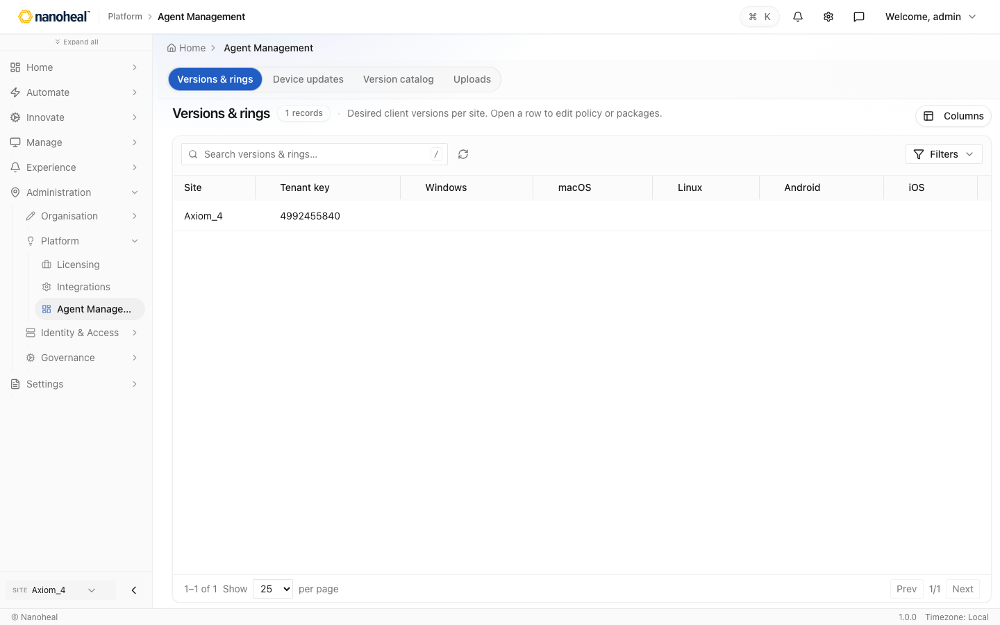 nanoheal™
Platform > Agent Management
⌘ K
Welcome, admin
Expand all
Home
Automate
Innovate
Manage
Experience
Administration
Organisation
Platform
Licensing
Integrations
Agent Manage...
Identity & Access
Governance
Settings
SITE Axiom_4
Home > Agent Management
Versions & rings Device updates Version catalog Uploads
Versions & rings 1 records · Desired client versions per site. Open a row to edit policy or packages.
Columns
Search versions & rings... /
Filters
Site Tenant key Windows macOS Linux Android iOS
Axiom_4 4992455840
1–1 of 1 Show 25 per page
Prev 1/1 Next
© Nanoheal
1.0.0 Timezone: Local